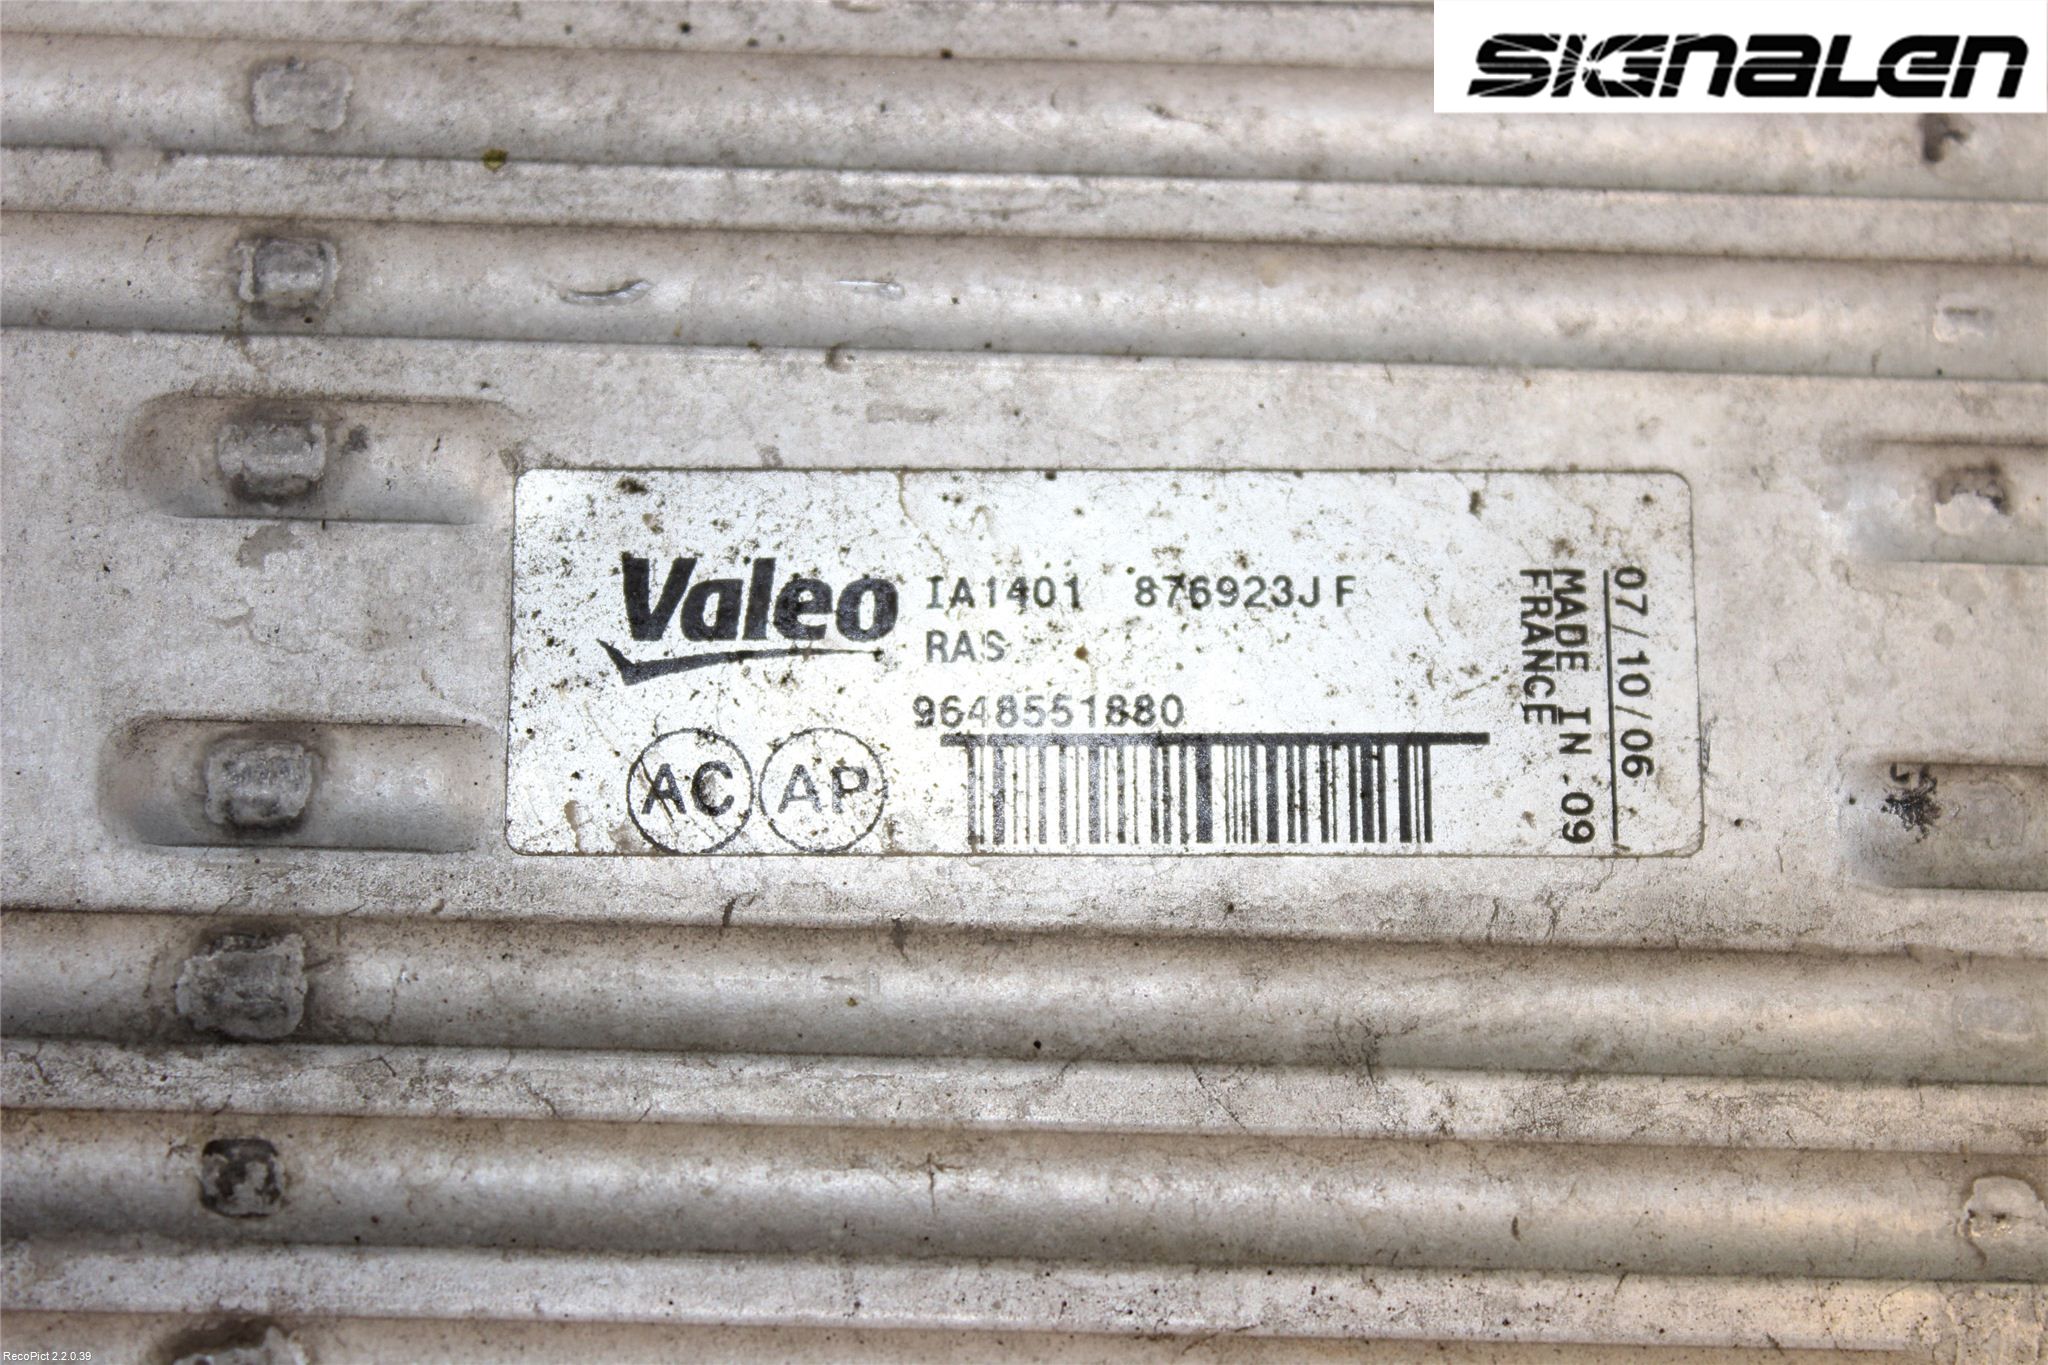 SIGNALEN
Valeo
IA1401 876923JF
RAS
9648551880
AC AP
07/10/06
MADE IN 09
FRANCE
RecoPict 2.2.0.39